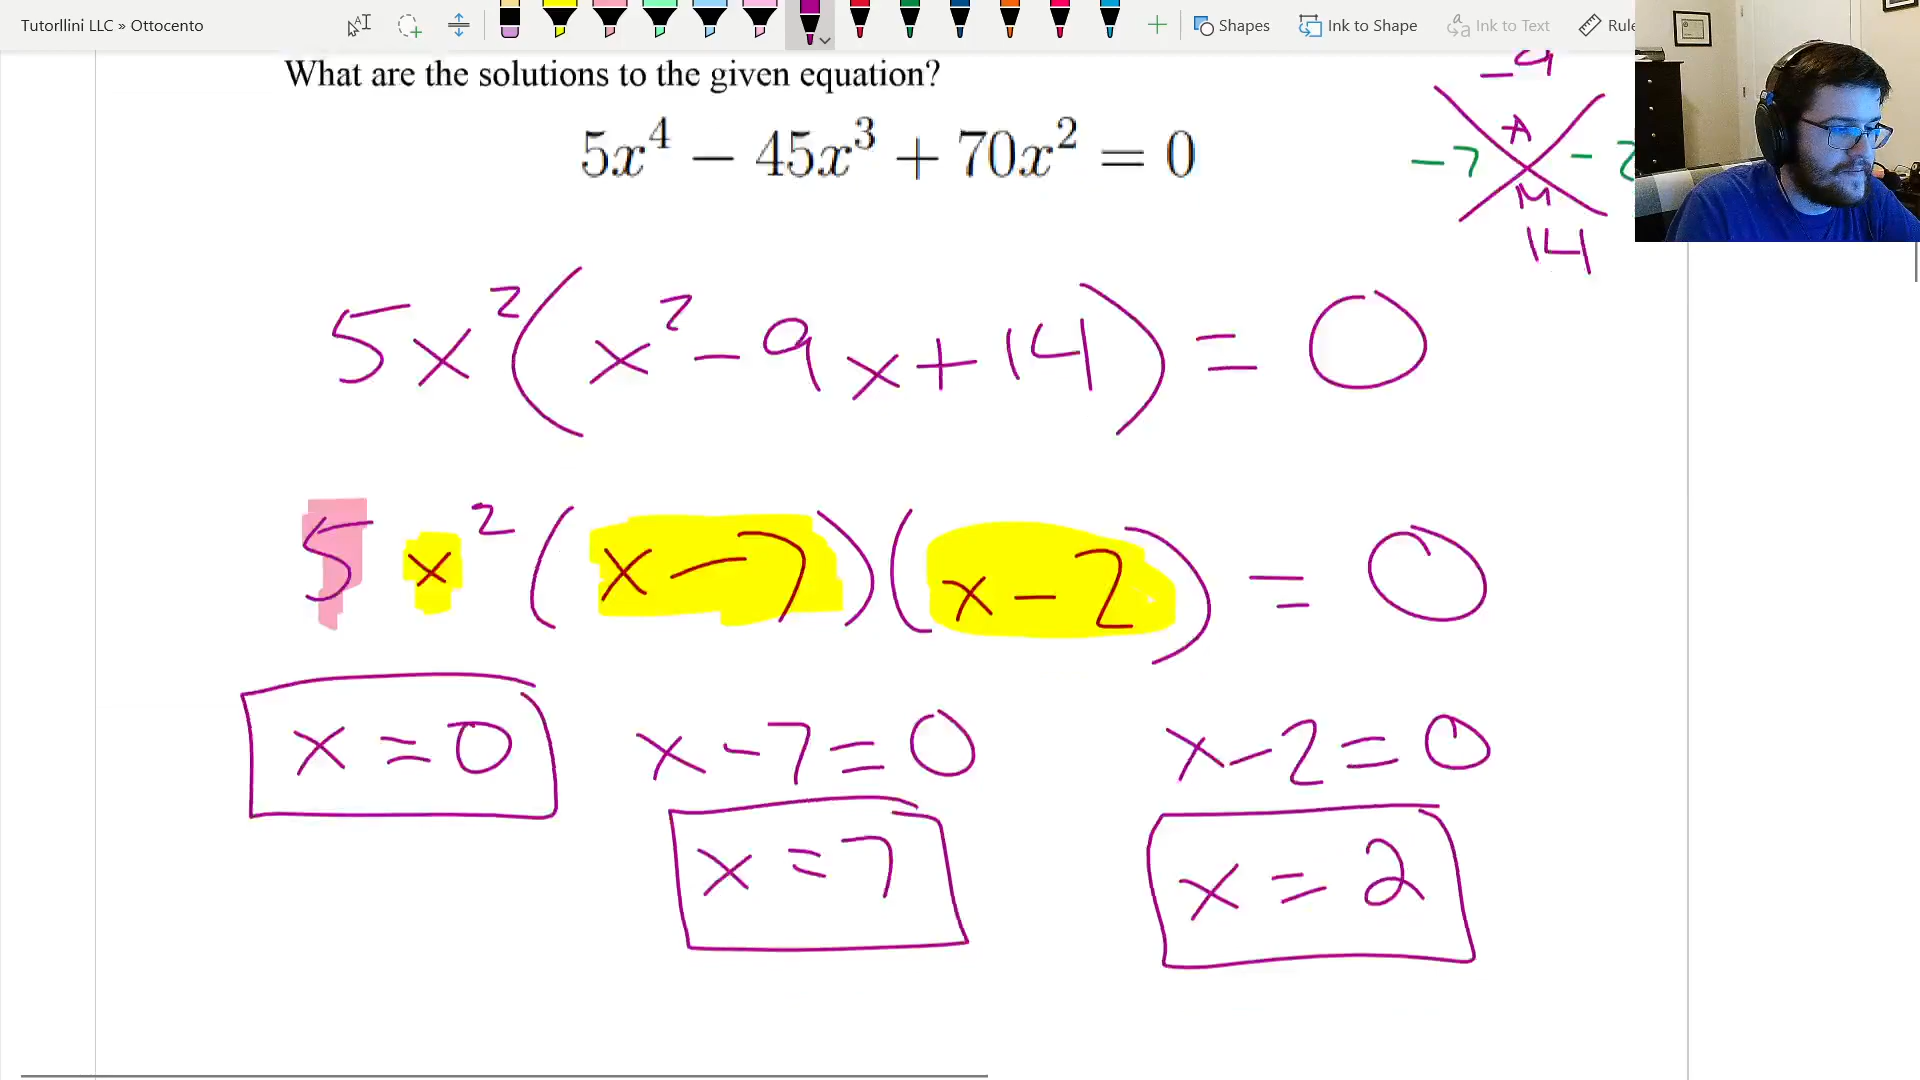 Tutorllini LLC » Ottocento
Shapes
Ink to Shape
Ink to Text
What are the solutions to the given equation?
5x⁴ − 45x³ + 70x² = 0
-9
A
-7
M
14
5x²(x²-9x+14) = 0
5x²(x-7)(x-2) = 0
x=0
x-7=0
x-2=0
x=7
x=2